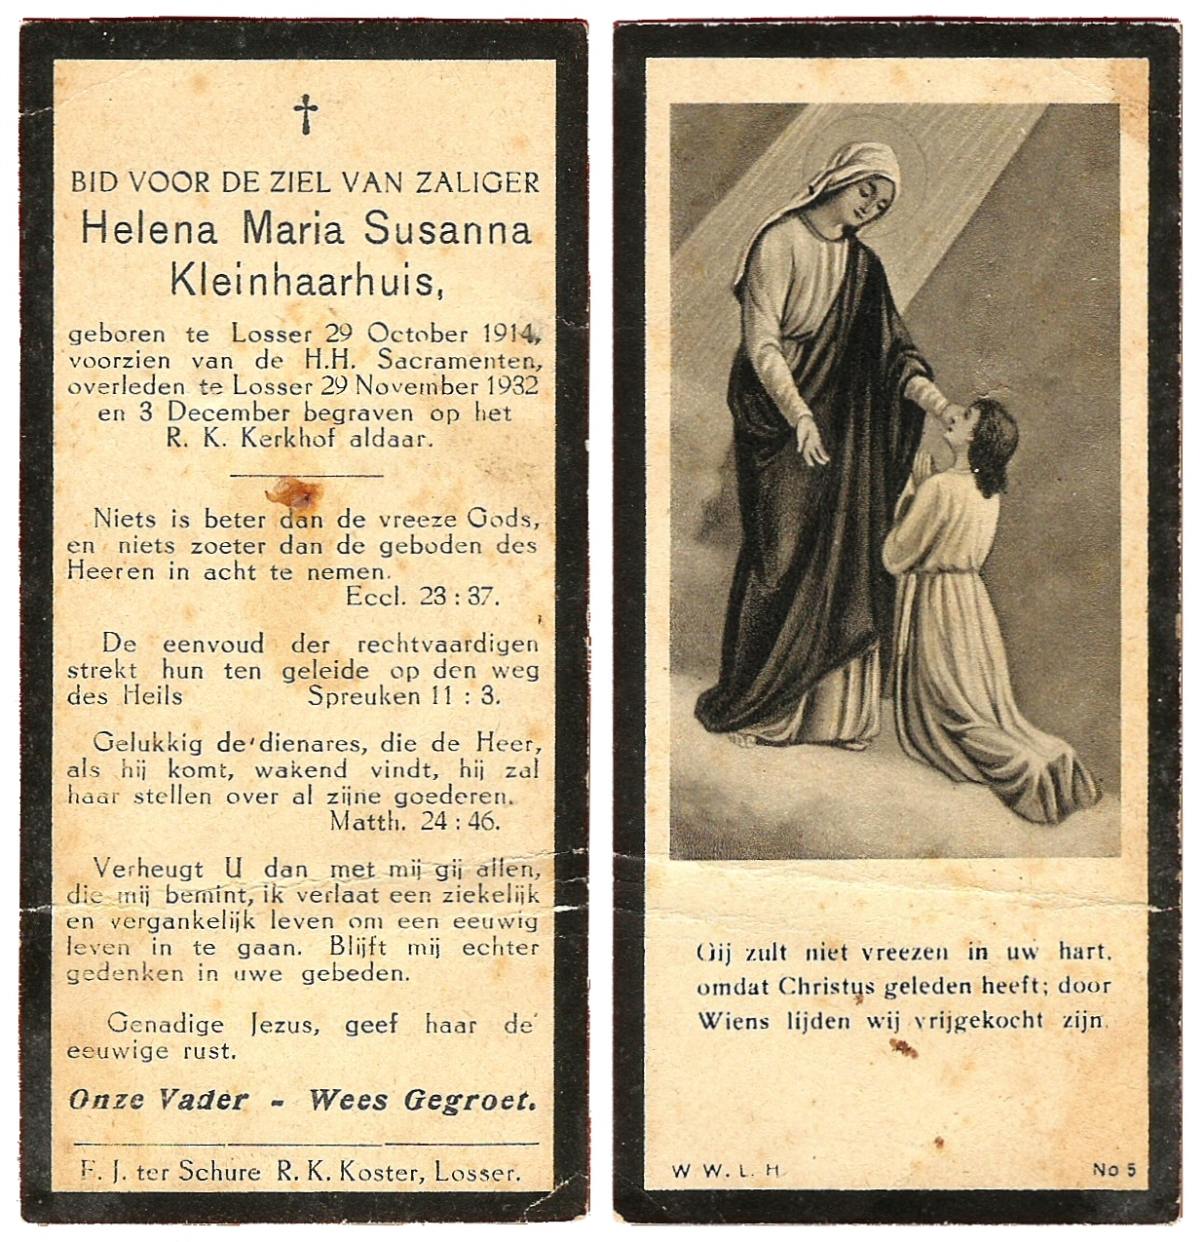 BID VOOR DE ZIEL VAN ZALIGER
Helena Maria Susanna
Kleinhaarhuis,
geboren te Losser 29 October 1914,
voorzien van de H.H. Sacramenten,
overleden te Losser 29 November 1932
en 3 December begraven op het
R. K. Kerkhof aldaar.
Niets is beter dan de vreeze Gods,
en niets zoeter dan de geboden des
Heeren in acht te nemen.
Eccl. 23 : 37.
De eenvoud der rechtvaardigen
strekt hun ten geleide op den weg
des Heils Spreuken 11 : 3.
Gelukkig de dienares, die de Heer,
als hij komt, wakend vindt, hij zal
haar stellen over al zijne goederen.
Matth. 24 : 46.
Verheugt U dan met mij gij allen,
die mij bemint, ik verlaat een ziekelijk
en vergankelijk leven om een eeuwig
leven in te gaan. Blijft mij echter
gedenken in uwe gebeden.
Genadige Jezus, geef haar de
eeuwige rust.
Onze Vader - Wees Gegroet.
F. J. ter Schure R. K. Koster, Losser.
Gij zult niet vreezen in uw hart.
omdat Christus geleden heeft; door
Wiens lijden wij vrijgekocht zijn.
W. W. L. H. No 5